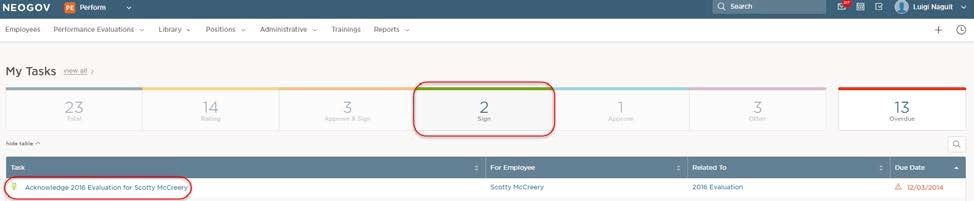 NEOGOV PE Perform Search Luigi Naguit
Employees Performance Evaluations Library Positions Administrative Trainings Reports
My Tasks view all
23 14 3 2 1 3 13
Total Rating Approve & Sign Sign Approve Other Overdue
hide table
Task For Employee Related To Due Date
Acknowledge 2016 Evaluation for Scotty McCreery Scotty McCreery 2016 Evaluation 12/03/2014